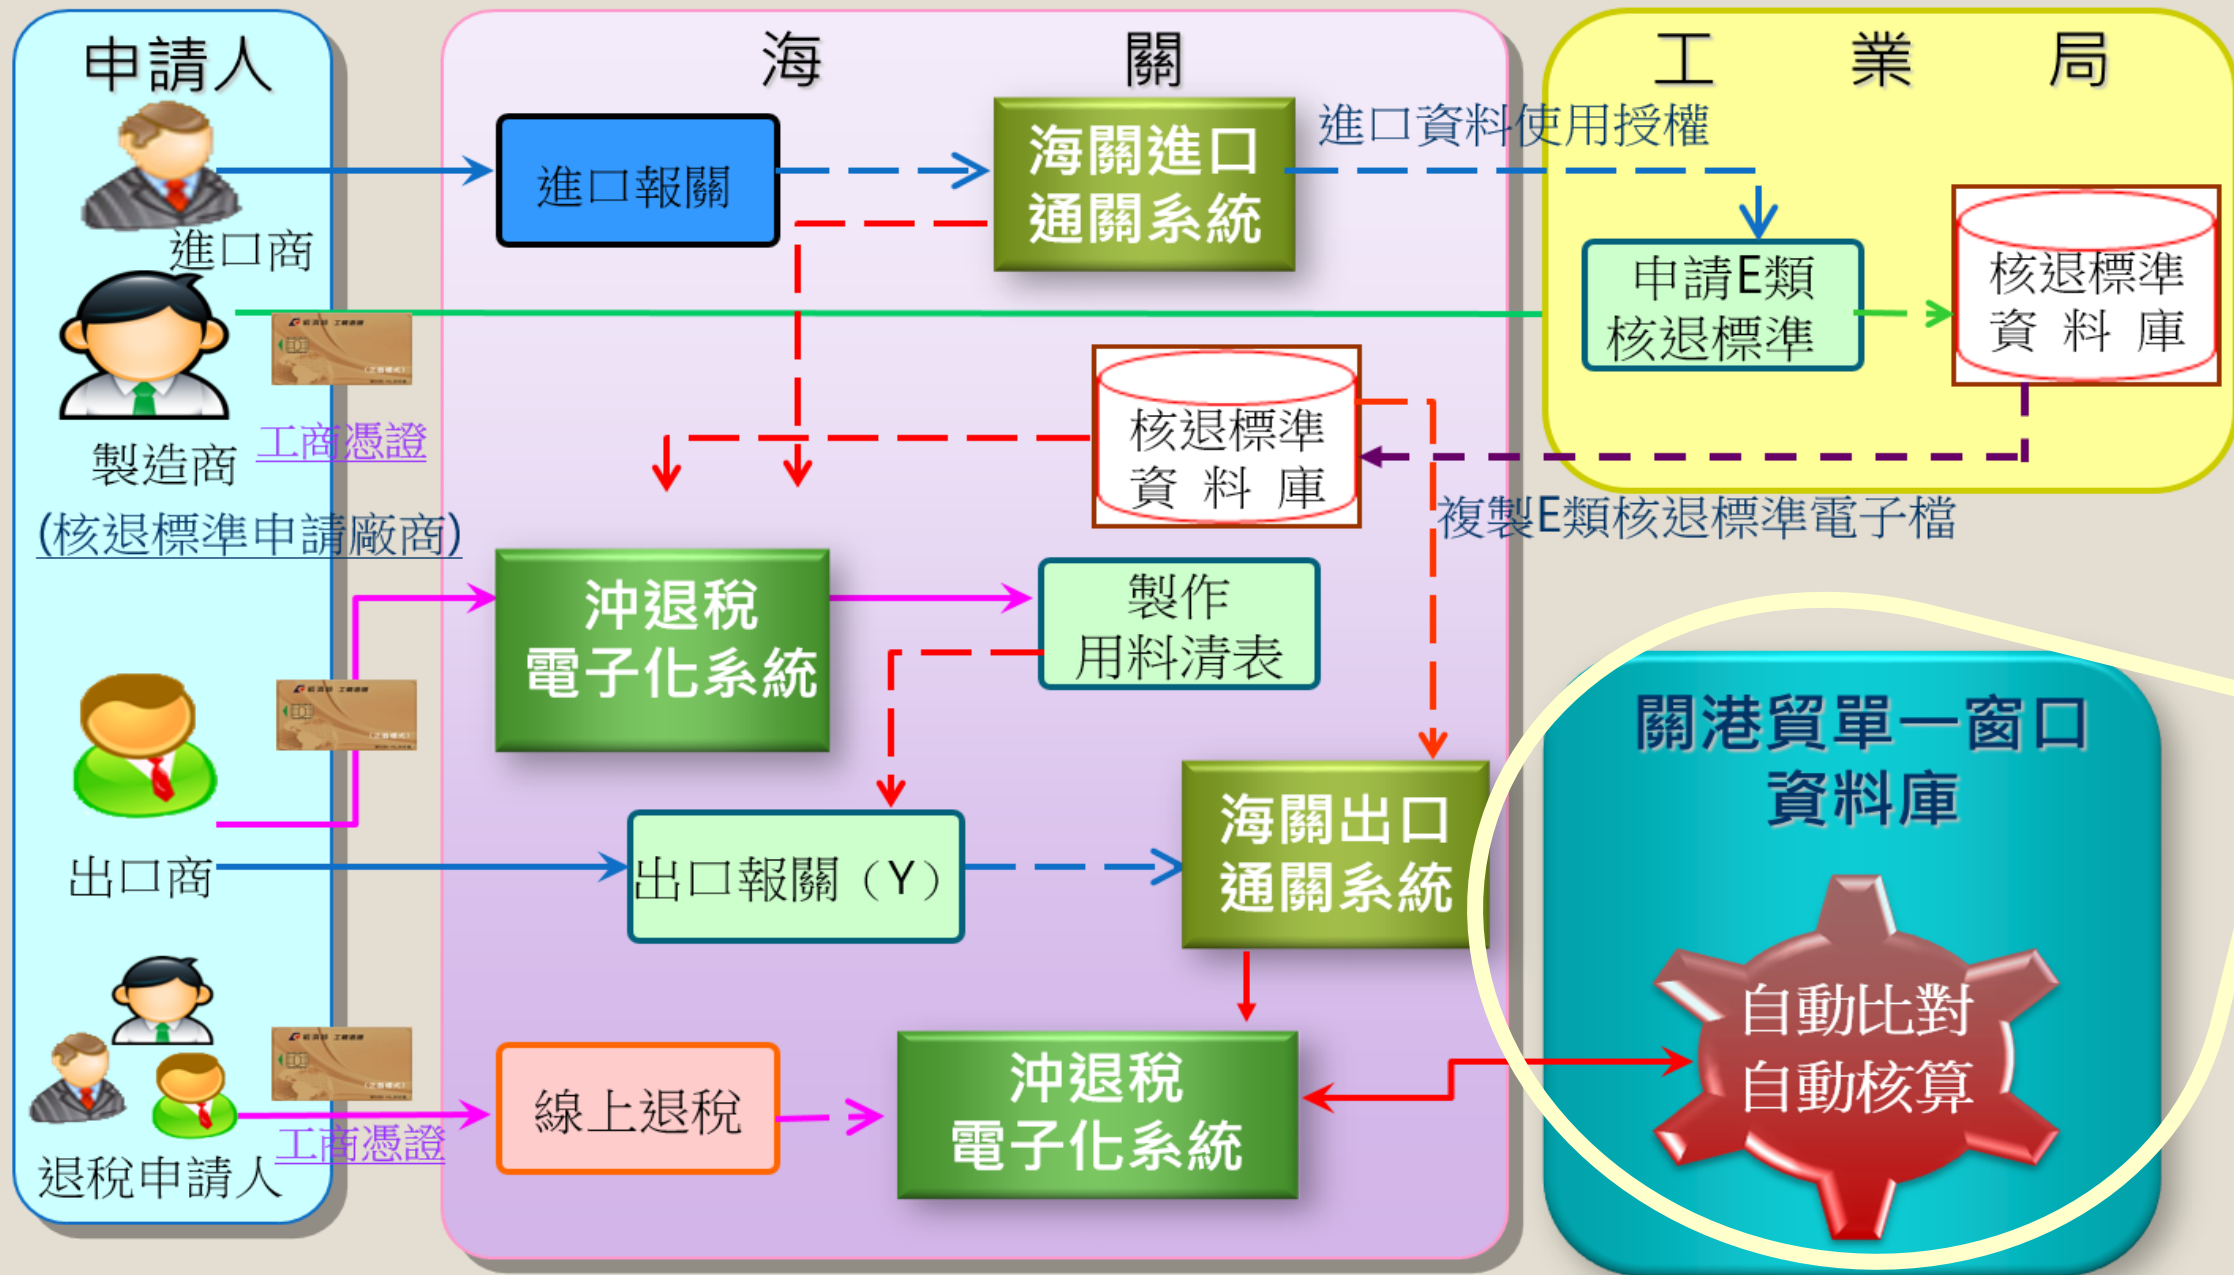 申請人
海關
工業局
進口報關
海關進口
通關系統
進口資料使用授權
進口商
申請E類
核退標準
核退標準
資料庫
工商憑證
製造商
(核退標準申請廠商)
核退標準
資料庫
複製E類核退標準電子檔
沖退稅
電子化系統
製作
用料清表
關港貿單一窗口
資料庫
出口商
出口報關（Y）
海關出口
通關系統
自動比對
自動核算
線上退稅
沖退稅
電子化系統
工商憑證
退稅申請人